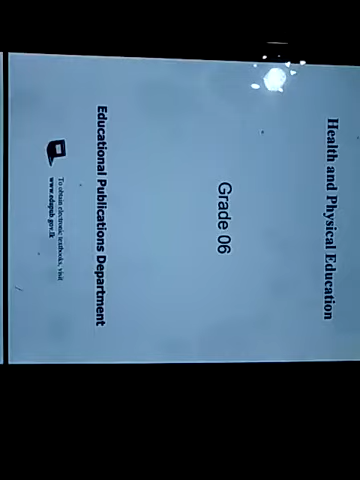 Health and Physical Education
Grade 06
Educational Publications Department
To obtain electronic textbooks, visit
www.edupub.gov.lk